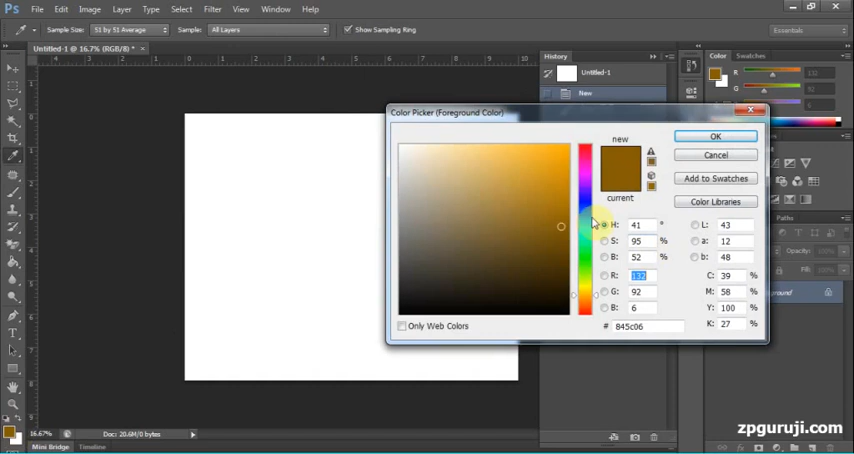 Ps File Edit Image Layer Type Select Filter View Window Help
Sample Size: 51 by 51 Average Sample: All Layers Show Sampling Ring Essentials
Untitled-1 @ 16.7% (RGB/8) * ×
History
Color Swatches
Untitled-1
New
R 132
G 92
6
Color Picker (Foreground Color)
new
current
OK
Cancel
Add to Swatches
Color Libraries
H: 41 °
S: 95 %
B: 52 %
R: 132
G: 92
B: 6
L: 43
a: 12
b: 48
C: 39 %
M: 58 %
Y: 100 %
K: 27 %
# 845c06
Only Web Colors
Paths
Opacity:
Fill:
16.67% Doc: 20.6M/0 bytes
Mini Bridge Timeline
zpguruji.com